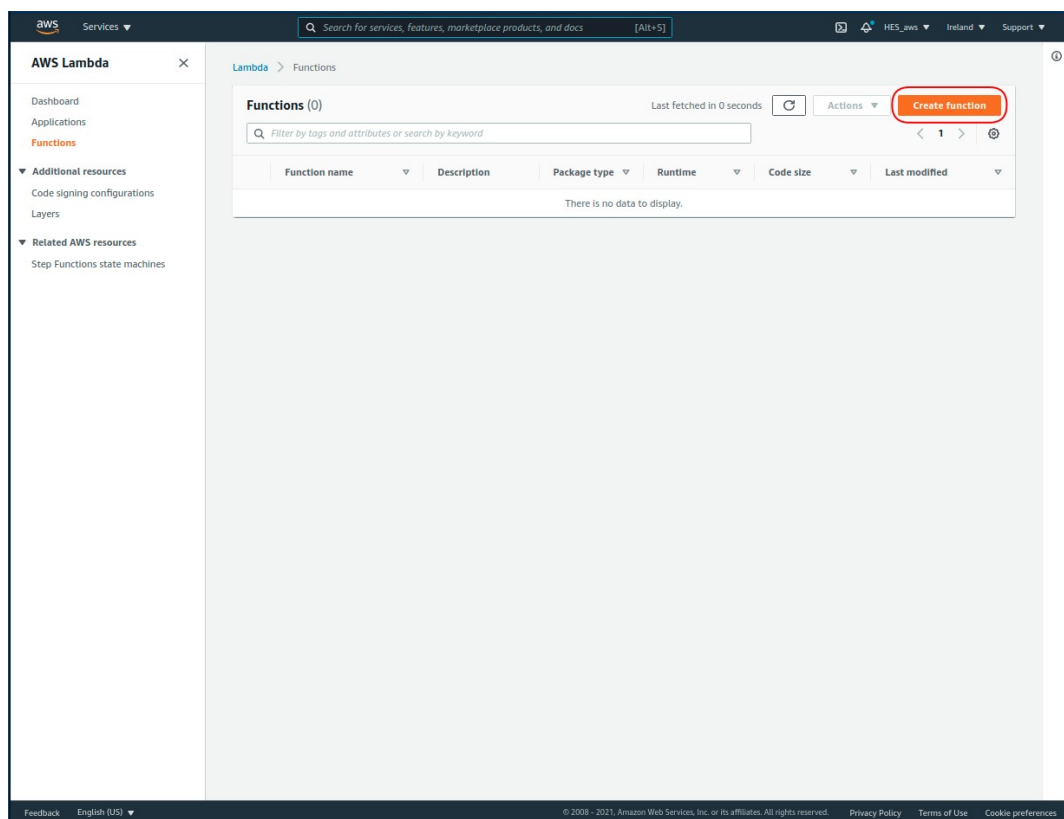 aws Services ▼ Search for services, features, marketplace products, and docs [Alt+S] HES_aws ▼ Ireland ▼ Support ▼
AWS Lambda
Dashboard
Applications
Functions
▼ Additional resources
Code signing configurations
Layers
▼ Related AWS resources
Step Functions state machines
Lambda > Functions
Functions (0) Last fetched in 0 seconds Actions ▼ Create function
Filter by tags and attributes or search by keyword < 1 >
Function name Description Package type Runtime Code size Last modified
There is no data to display.
Feedback English (US) ▼ © 2008 - 2021, Amazon Web Services, Inc. or its affiliates. All rights reserved. Privacy Policy Terms of Use Cookie preferences